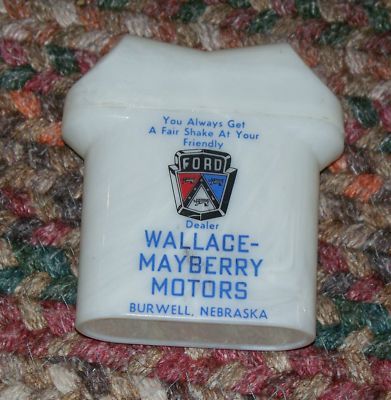 You Always Get
A Fair Shake At Your
Friendly
FORD
Dealer
WALLACE-
MAYBERRY
MOTORS
BURWELL, NEBRASKA